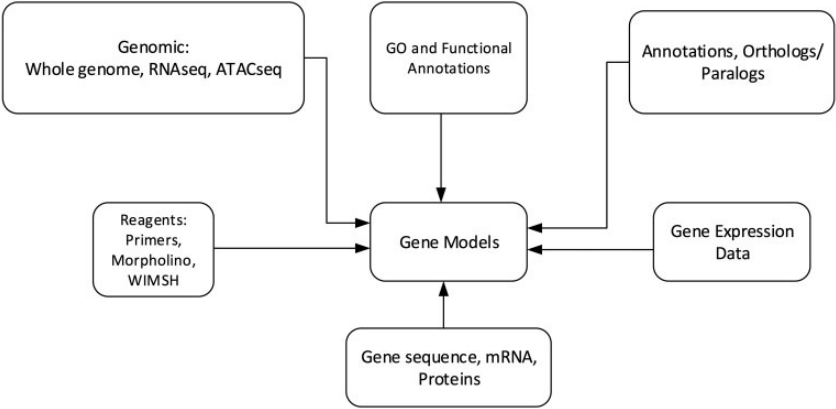 Genomic:
Whole genome, RNAseq, ATACseq
GO and Functional
Annotations
Annotations, Orthologs/
Paralogs
Reagents:
Primers,
Morpholino,
WIMSH
Gene Models
Gene Expression
Data
Gene sequence, mRNA,
Proteins